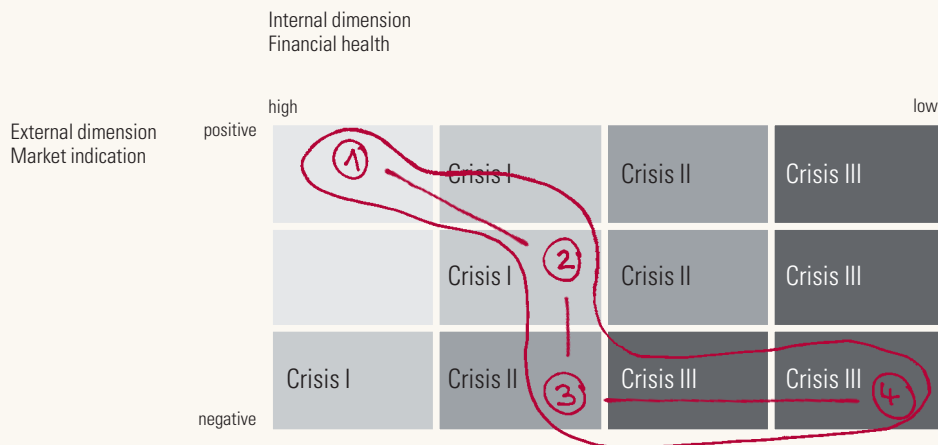 Internal dimension
Financial health
high
low
External dimension
Market indication
positive
1
Crisis I
Crisis II
Crisis III
Crisis I
2
Crisis II
Crisis III
Crisis I
Crisis II
3
Crisis III
Crisis III
4
negative